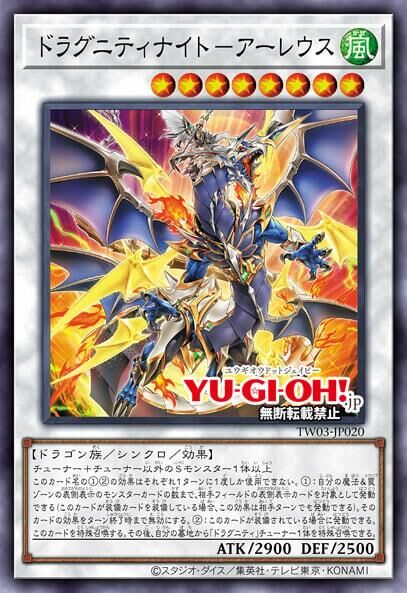 ドラグニティナイト－アーレウス 風
ユウギオウドットジェイピー
YU-GI-OH!.jp
無断転載禁止
TW03-JP020
【ドラゴン族／シンクロ／効果】
チューナー＋チューナー以外のSモンスター1体以上
このカード名の①②の効果はそれぞれ1ターンに1度しか使用できない。①：自分の魔法＆罠
ゾーンの表側表示のモンスターカードの数まで、相手フィールドの表側表示カードを対象として発動
できる(このカードがカードを装備している場合、この効果は相手ターンでも発動できる)。そのカ
ードの効果をターン終了時まで無効にする。②：このカードが装備されている場合に発動できる。
このカードを特殊召喚する。その後、自分の墓地から「ドラグニティ」チューナー1体を特殊召喚できる。
ATK/2900 DEF/2500
©スタジオ・ダイス／集英社・テレビ東京・KONAMI